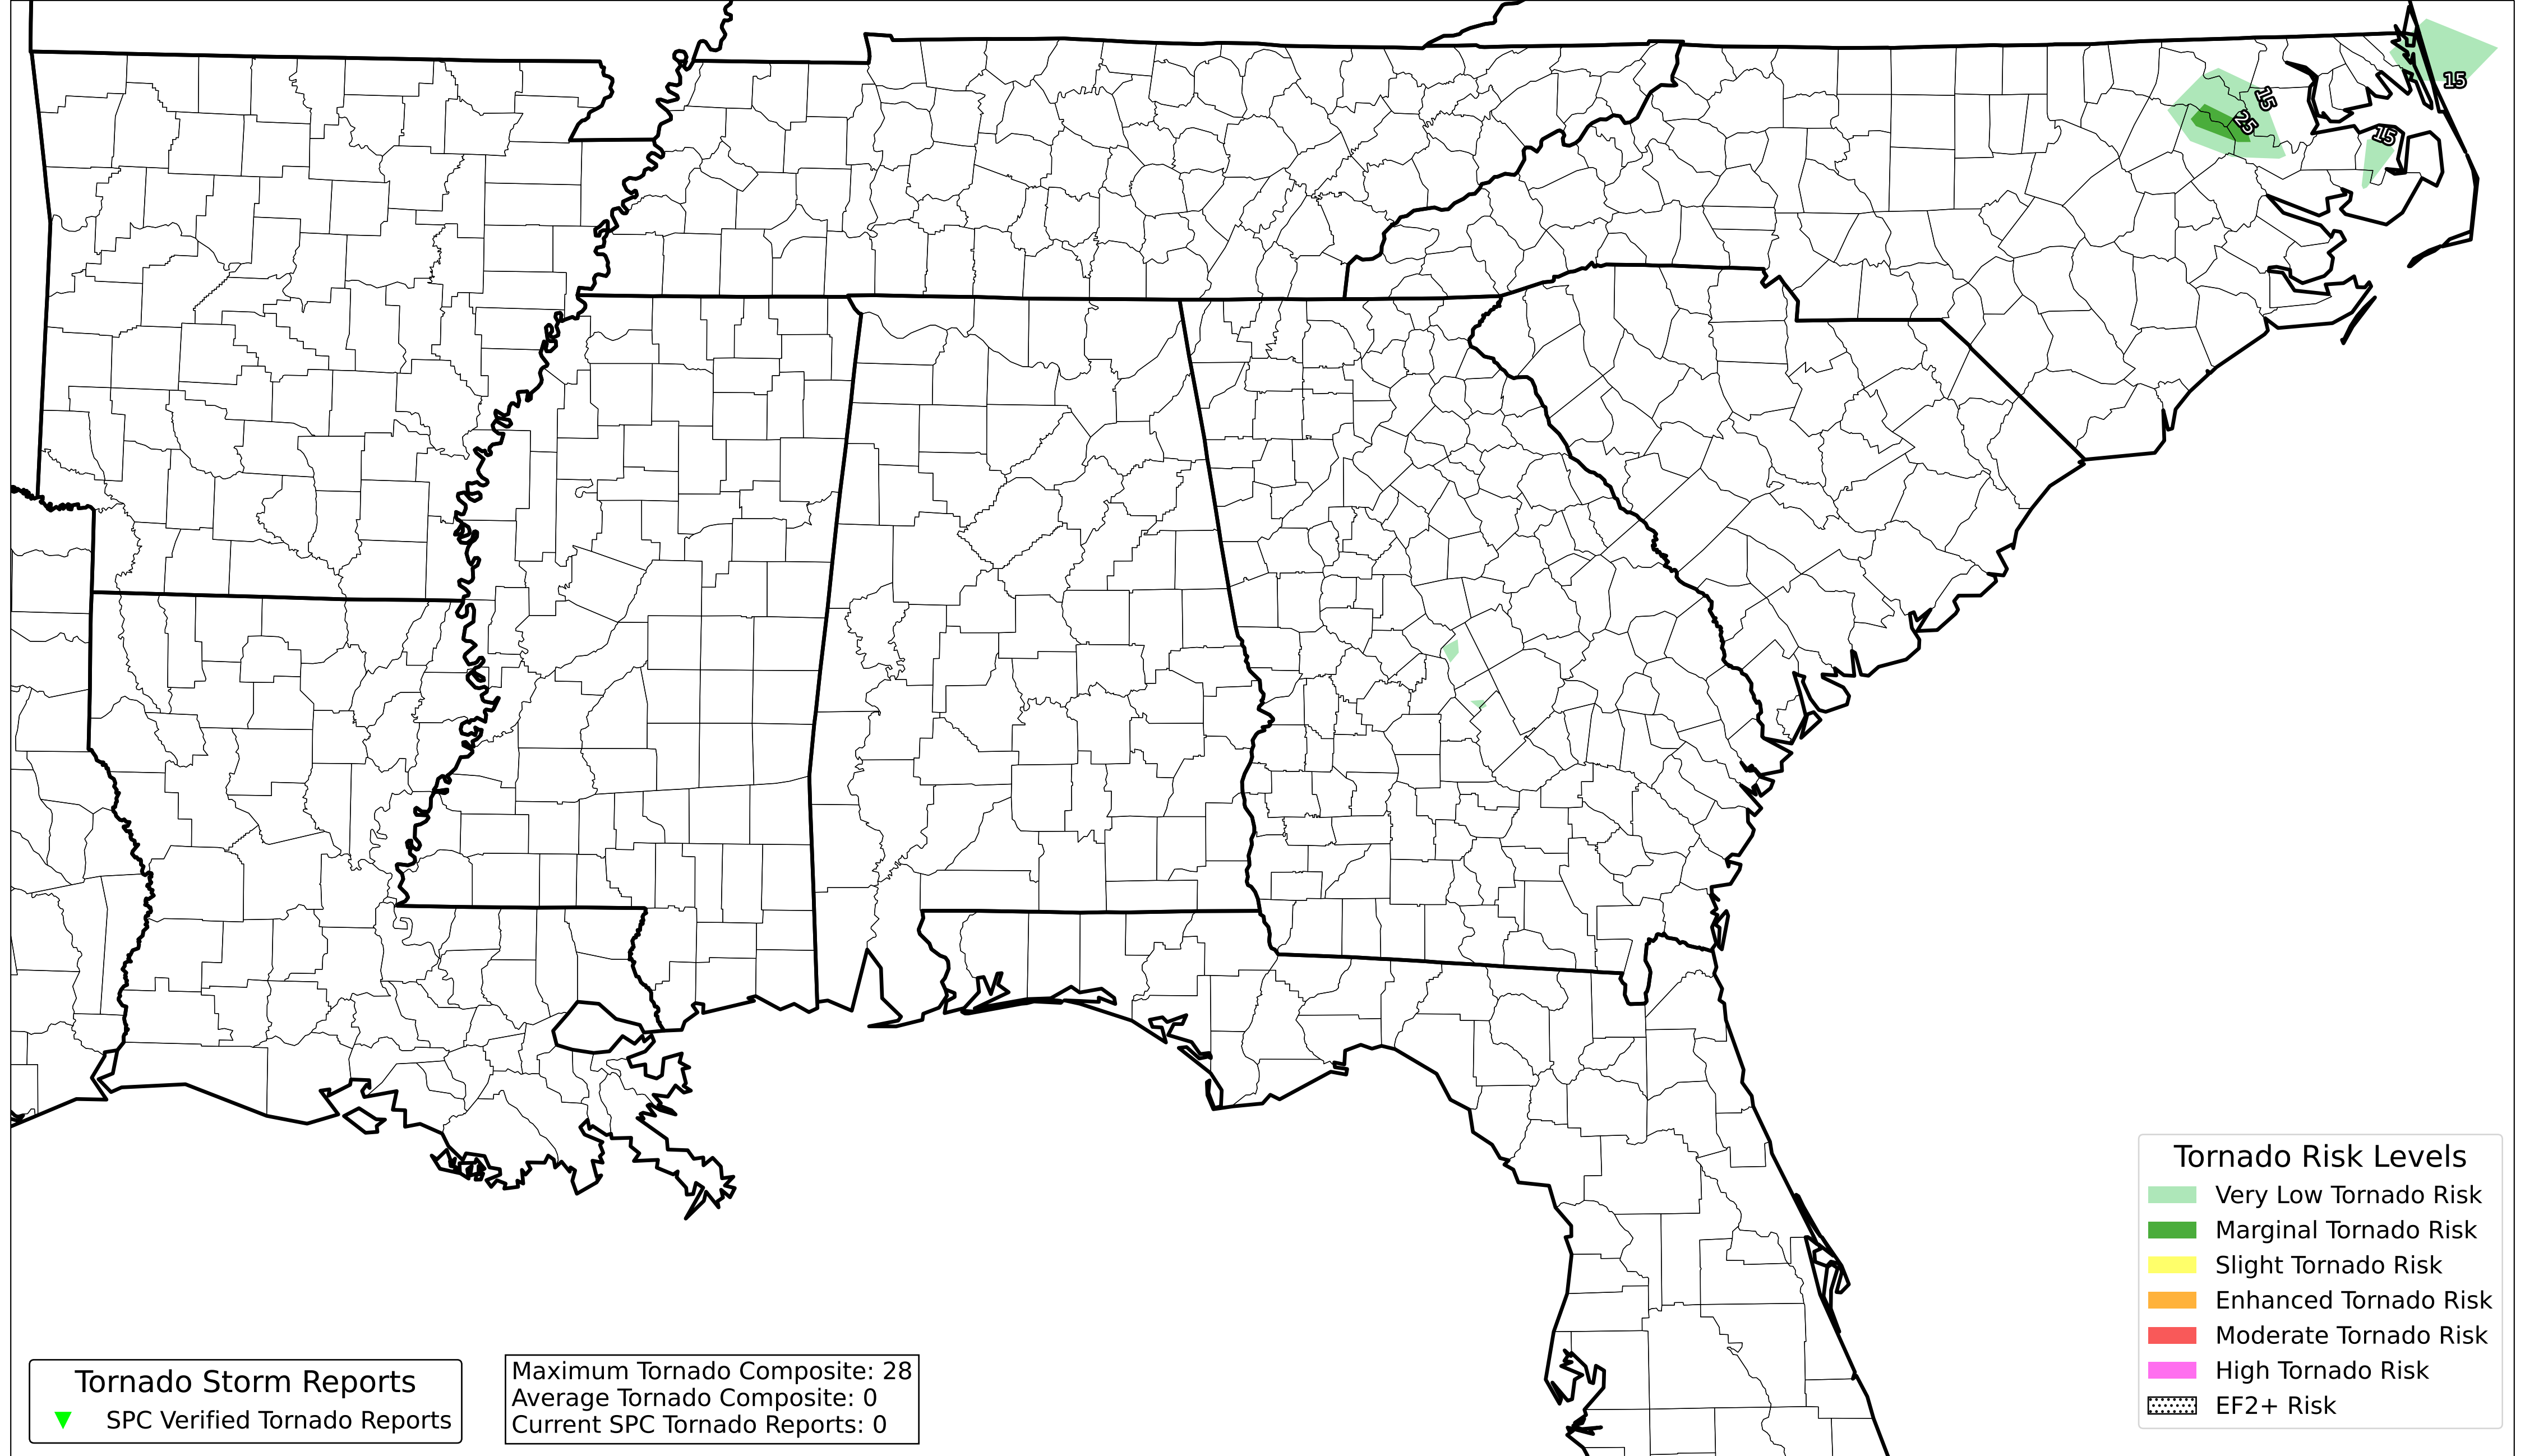 15
15
25
15
Tornado Risk Levels
Very Low Tornado Risk
Marginal Tornado Risk
Slight Tornado Risk
Enhanced Tornado Risk
Moderate Tornado Risk
High Tornado Risk
EF2+ Risk
Tornado Storm Reports
SPC Verified Tornado Reports
Maximum Tornado Composite: 28
Average Tornado Composite: 0
Current SPC Tornado Reports: 0